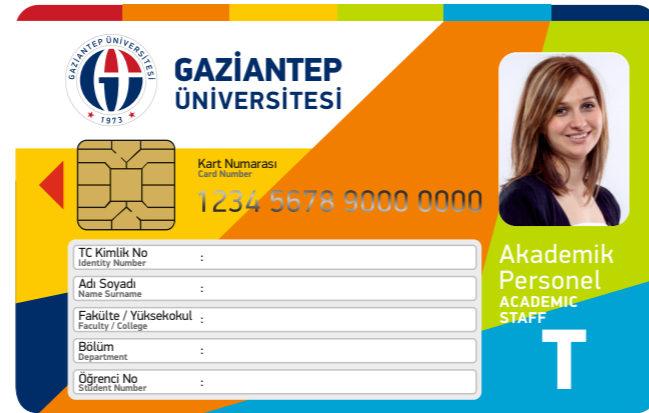 GAZİANTEP ÜNİVERSİTESİ
1973
GAZİANTEP
ÜNİVERSİTESİ
Kart Numarası
Card Number
1234 5678 9000 0000
TC Kimlik No :
Identity Number
Adı Soyadı :
Name Surname
Fakülte / Yüksekokul :
Faculty / College
Bölüm :
Department
Öğrenci No :
Student Number
Akademik
Personel
ACADEMIC
STAFF
T